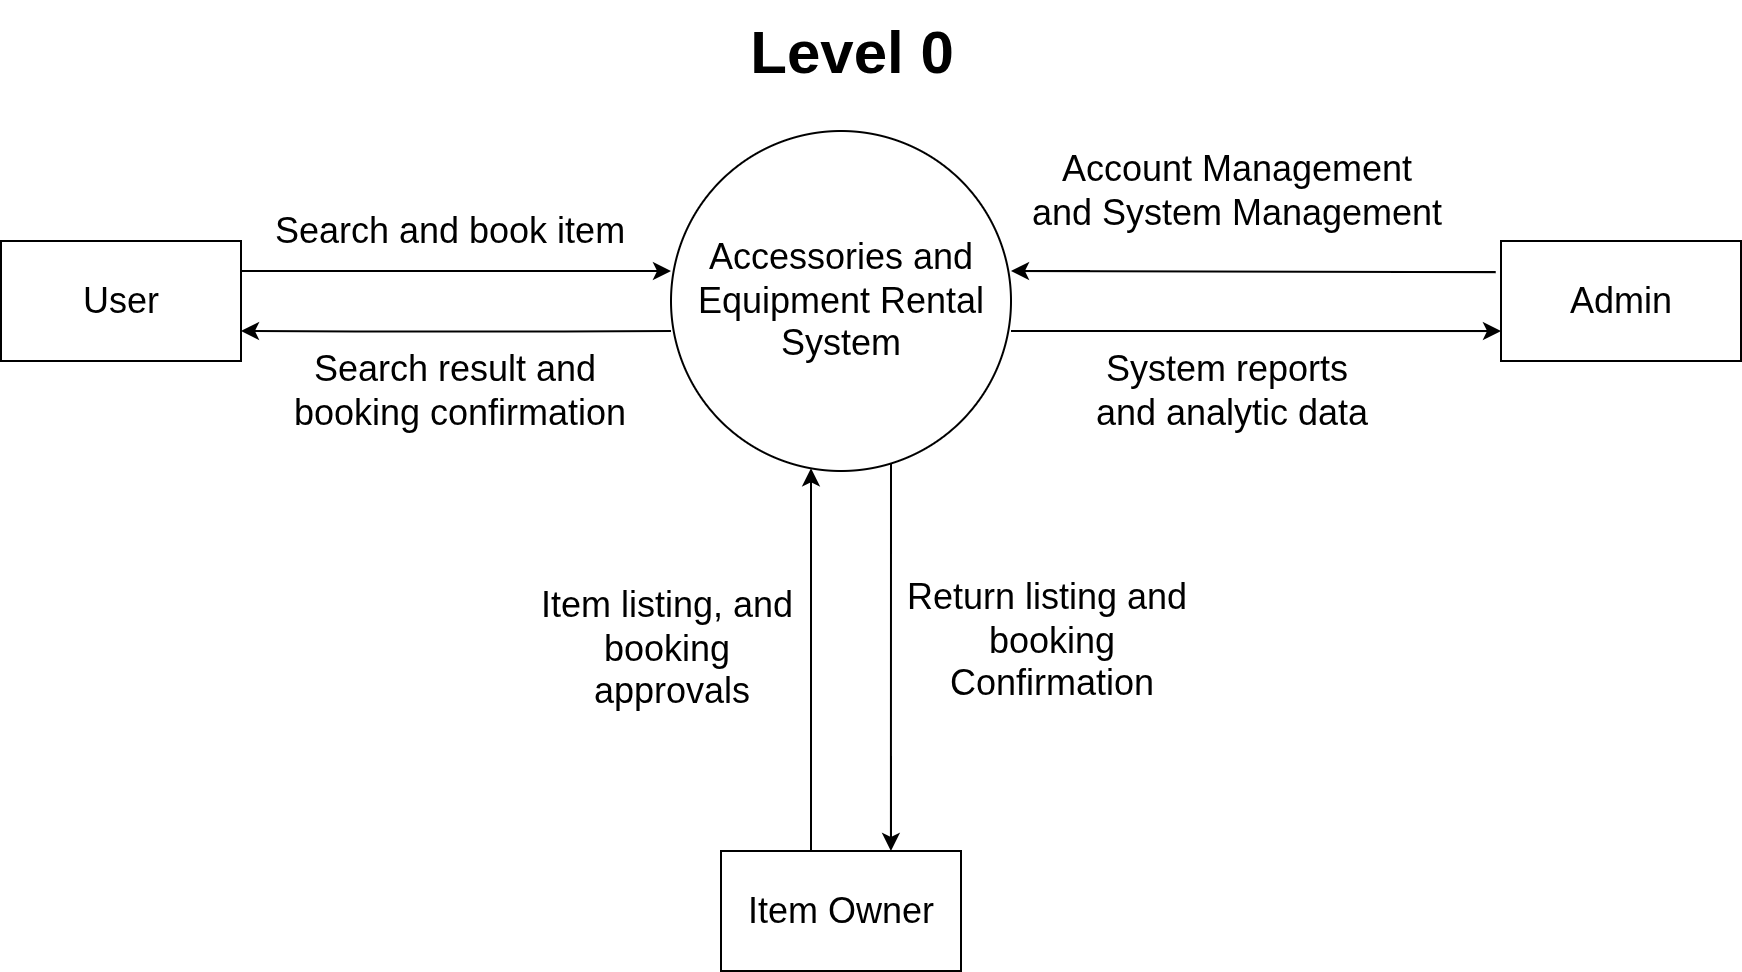 Level 0
Account Management
and System Management
Search and book item
Accessories and
Equipment Rental
System
User
Admin
Search result and
booking confirmation
System reports
and analytic data
Item listing, and
booking
approvals
Return listing and
booking
Confirmation
Item Owner